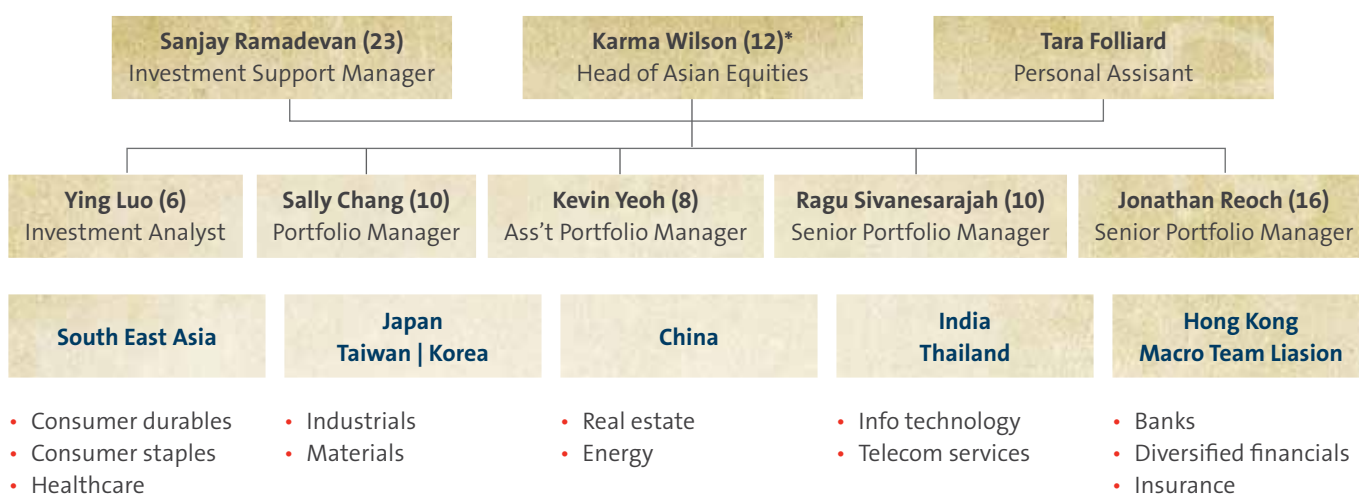 Sanjay Ramadevan (23)
Investment Support Manager
Karma Wilson (12)*
Head of Asian Equities
Tara Folliard
Personal Assisant
Ying Luo (6)
Investment Analyst
Sally Chang (10)
Portfolio Manager
Kevin Yeoh (8)
Ass't Portfolio Manager
Ragu Sivanesarajah (10)
Senior Portfolio Manager
Jonathan Reoch (16)
Senior Portfolio Manager
South East Asia
Japan
Taiwan | Korea
China
India
Thailand
Hong Kong
Macro Team Liasion
• Consumer durables
• Consumer staples
• Healthcare
• Industrials
• Materials
• Real estate
• Energy
• Info technology
• Telecom services
• Banks
• Diversified financials
• Insurance